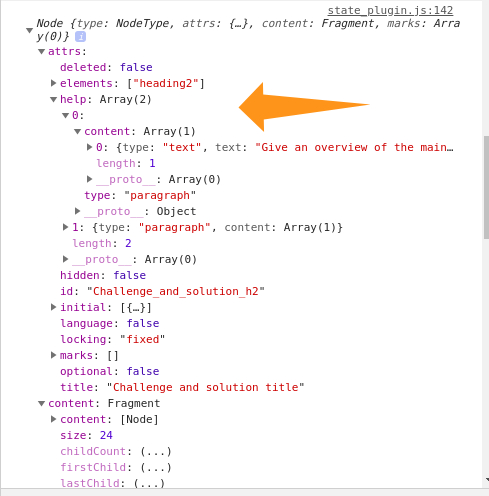 state_plugin.js:142
Node {type: NodeType, attrs: {…}, content: Fragment, marks: Arra
y(0)} i
attrs:
deleted: false
elements: ["heading2"]
help: Array(2)
0:
content: Array(1)
0: {type: "text", text: "Give an overview of the main…
length: 1
__proto__: Array(0)
type: "paragraph"
__proto__: Object
1: {type: "paragraph", content: Array(1)}
length: 2
__proto__: Array(0)
hidden: false
id: "Challenge_and_solution_h2"
initial: [{…}]
language: false
locking: "fixed"
marks: []
optional: false
title: "Challenge and solution title"
content: Fragment
content: [Node]
size: 24
childCount: (...)
firstChild: (...)
lastChild: (...)